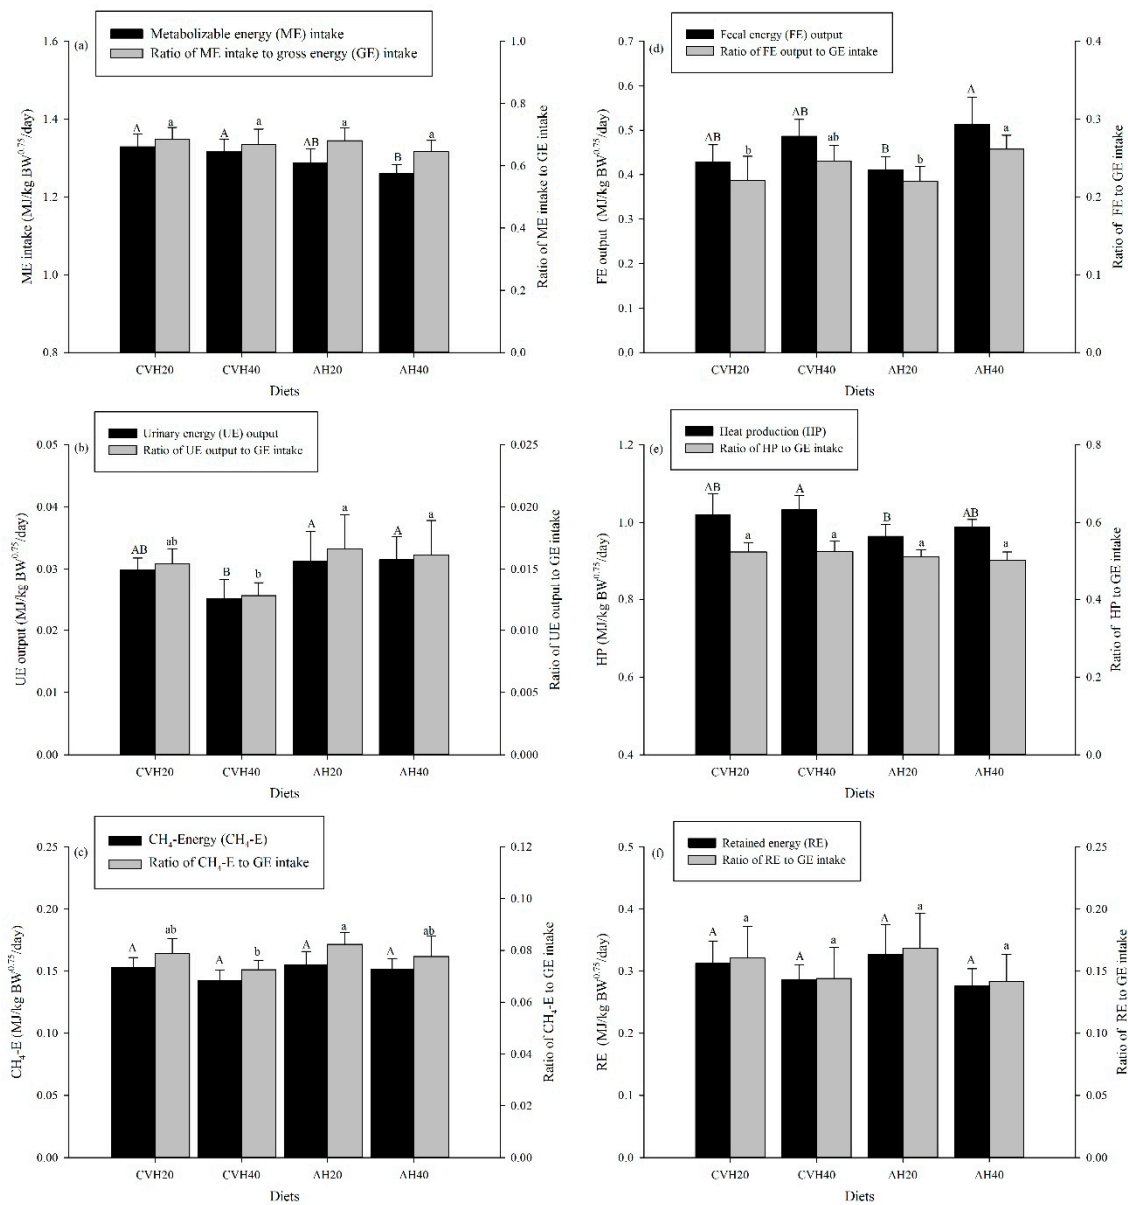 (a)
Metabolizable energy (ME) intake
Ratio of ME intake to gross energy (GE) intake
ME intake (MJ/kg BW^0.75/day)
1.6
1.4
1.2
1.0
0.8
A a A a AB a B a
1.0
0.8
0.6
0.4
0.2
0.0
Ratio of ME intake to GE intake
CVH20 CVH40 AH20 AH40
Diets
(d)
Fecal energy (FE) output
Ratio of FE output to GE intake
FE output (MJ/kg BW^0.75/day)
0.7
0.6
0.5
0.4
0.3
0.2
0.1
0.0
AB b AB ab B b A a
0.4
0.3
0.2
0.1
0.0
Ratio of FE to GE intake
CVH20 CVH40 AH20 AH40
Diets
(b)
Urinary energy (UE) output
Ratio of UE output to GE intake
UE output (MJ/kg BW^0.75/day)
0.05
0.04
0.03
0.02
0.01
0.00
AB ab B b A a A a
0.025
0.020
0.015
0.010
0.005
0.000
Ratio of UE output to GE intake
CVH20 CVH40 AH20 AH40
Diets
(e)
Heat production (HP)
Ratio of HP to GE intake
HP (MJ/kg BW^0.75/day)
1.2
1.0
0.8
0.6
0.4
AB a A a B a AB a
0.8
0.6
0.4
0.2
0.0
Ratio of HP to GE intake
CVH20 CVH40 AH20 AH40
Diets
(c)
CH₄-Energy (CH₄-E)
Ratio of CH₄-E to GE intake
CH₄-E (MJ/kg BW^0.75/day)
0.25
0.20
0.15
0.10
0.05
0.00
A ab A b A a A ab
0.12
0.10
0.08
0.06
0.04
0.02
0.00
Ratio of CH₄-E to GE intake
CVH20 CVH40 AH20 AH40
Diets
(f)
Retained energy (RE)
Ratio of RE to GE intake
RE (MJ/kg BW^0.75/day)
0.5
0.4
0.3
0.2
0.1
0.0
A a A a A a A a
0.25
0.20
0.15
0.10
0.05
0.00
Ratio of RE to GE intake
CVH20 CVH40 AH20 AH40
Diets